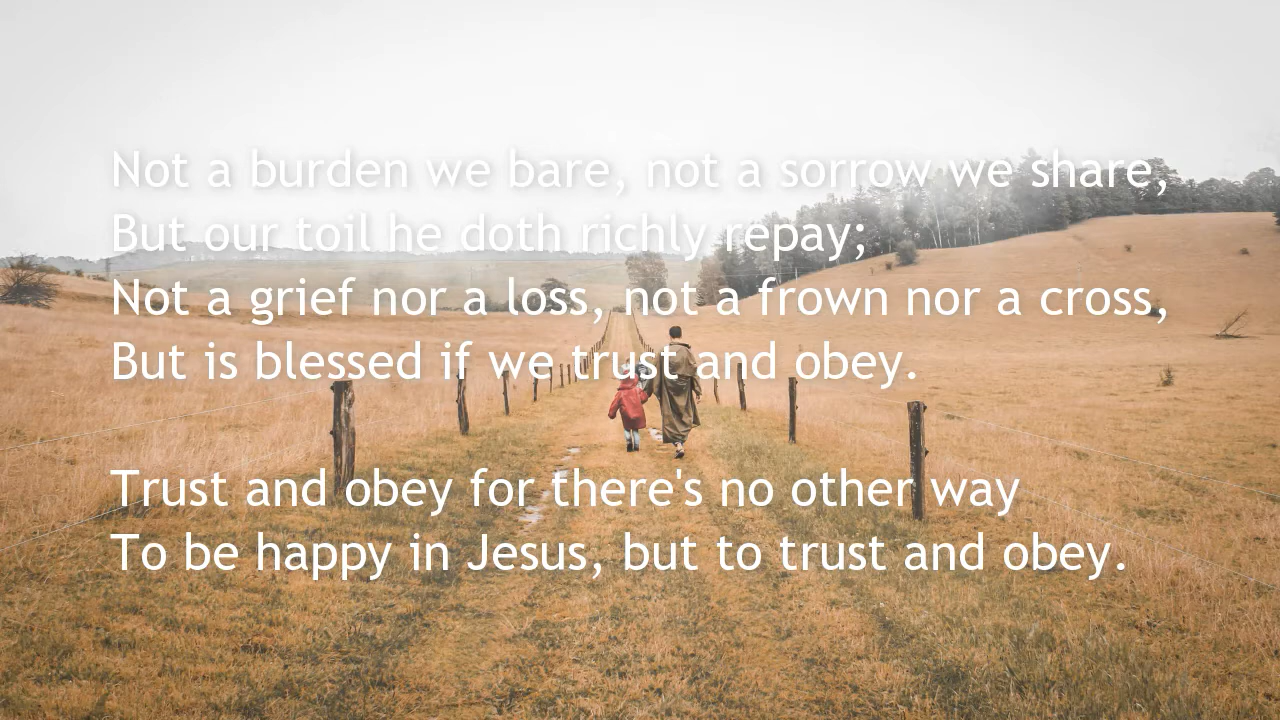 Not a burden we bare, not a sorrow we share,
But our toil he doth richly repay;
Not a grief nor a loss, not a frown nor a cross,
But is blessed if we trust and obey.
Trust and obey for there's no other way
To be happy in Jesus, but to trust and obey.